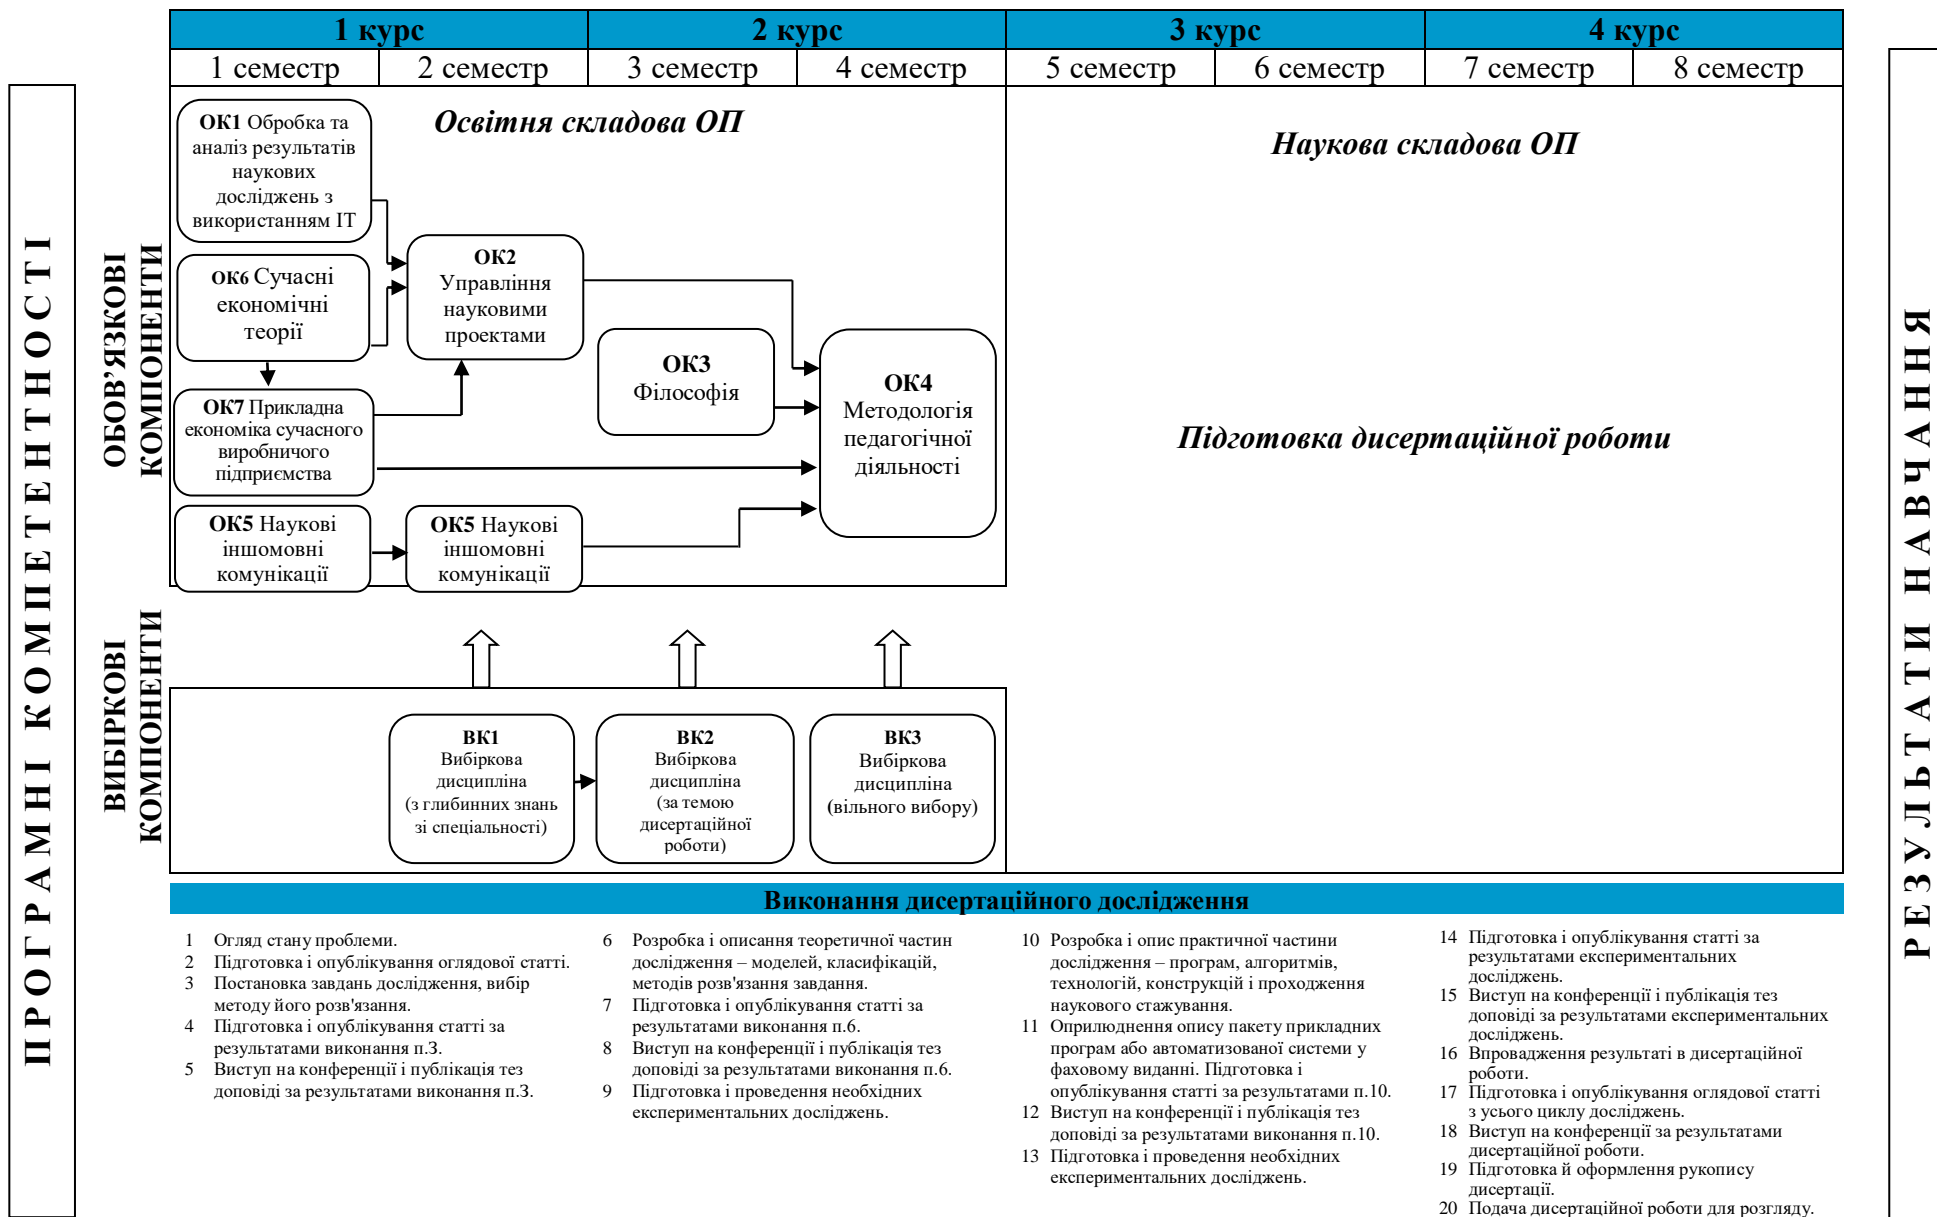 1 курс
2 курс
3 курс
4 курс
1 семестр
2 семестр
3 семестр
4 семестр
5 семестр
6 семестр
7 семестр
8 семестр
ПРОГРАМНІ КОМПЕТЕНТНОСТІ
ОБОВ’ЯЗКОВІ
КОМПОНЕНТИ
Освітня складова ОП
ОК1 Обробка та
аналіз результатів
наукових
досліджень з
використанням ІТ
ОК6 Сучасні
економічні
теорії
ОК7 Прикладна
економіка сучасного
виробничого
підприємства
ОК5 Наукові
іншомовні
комунікації
ОК2
Управління
науковими
проектами
ОК5 Наукові
іншомовні
комунікації
ОК3
Філософія
ОК4
Методологія
педагогічної
діяльності
Наукова складова ОП
Підготовка дисертаційної роботи
РЕЗУЛЬТАТИ НАВЧАННЯ
ВИБІРКОВІ
КОМПОНЕНТИ
ВК1
Вибіркова
дисципліна
(з глибинних знань
зі спеціальності)
ВК2
Вибіркова
дисципліна
(за темою
дисертаційної
роботи)
ВК3
Вибіркова
дисципліна
(вільного вибору)
Виконання дисертаційного дослідження
1 Огляд стану проблеми.
2 Підготовка і опублікування оглядової статті.
3 Постановка завдань дослідження, вибір
методу його розв'язання.
4 Підготовка і опублікування статті за
результатами виконання п.3.
5 Виступ на конференції і публікація тез
доповіді за результатами виконання п.3.
6 Розробка і описання теоретичної частин
дослідження – моделей, класифікацій,
методів розв'язання завдання.
7 Підготовка і опублікування статті за
результатами виконання п.6.
8 Виступ на конференції і публікація тез
доповіді за результатами виконання п.6.
9 Підготовка і проведення необхідних
експериментальних досліджень.
10 Розробка і опис практичної частини
дослідження – програм, алгоритмів,
технологій, конструкцій і проходження
наукового стажування.
11 Оприлюднення опису пакету прикладних
програм або автоматизованої системи у
фаховому виданні. Підготовка і
опублікування статті за результатами п.10.
12 Виступ на конференції і публікація тез
доповіді за результатами виконання п.10.
13 Підготовка і проведення необхідних
експериментальних досліджень.
14 Підготовка і опублікування статті за
результатами експериментальних
досліджень.
15 Виступ на конференції і публікація тез
доповіді за результатами експериментальних
досліджень.
16 Впровадження результаті в дисертаційної
роботи.
17 Підготовка і опублікування оглядової статті
з усього циклу досліджень.
18 Виступ на конференції за результатами
дисертаційної роботи.
19 Підготовка й оформлення рукопису
дисертації.
20 Подача дисертаційної роботи для розгляду.